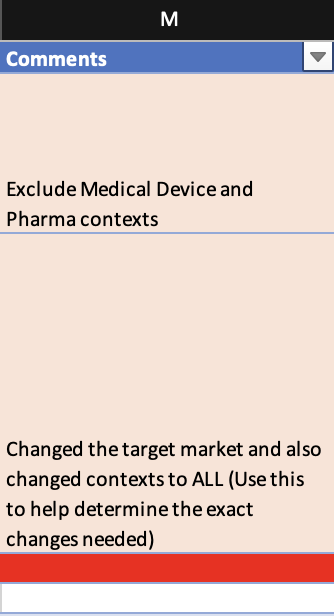 M
Comments
Exclude Medical Device and
Pharma contexts
Changed the target market and also
changed contexts to ALL (Use this
to help determine the exact
changes needed)